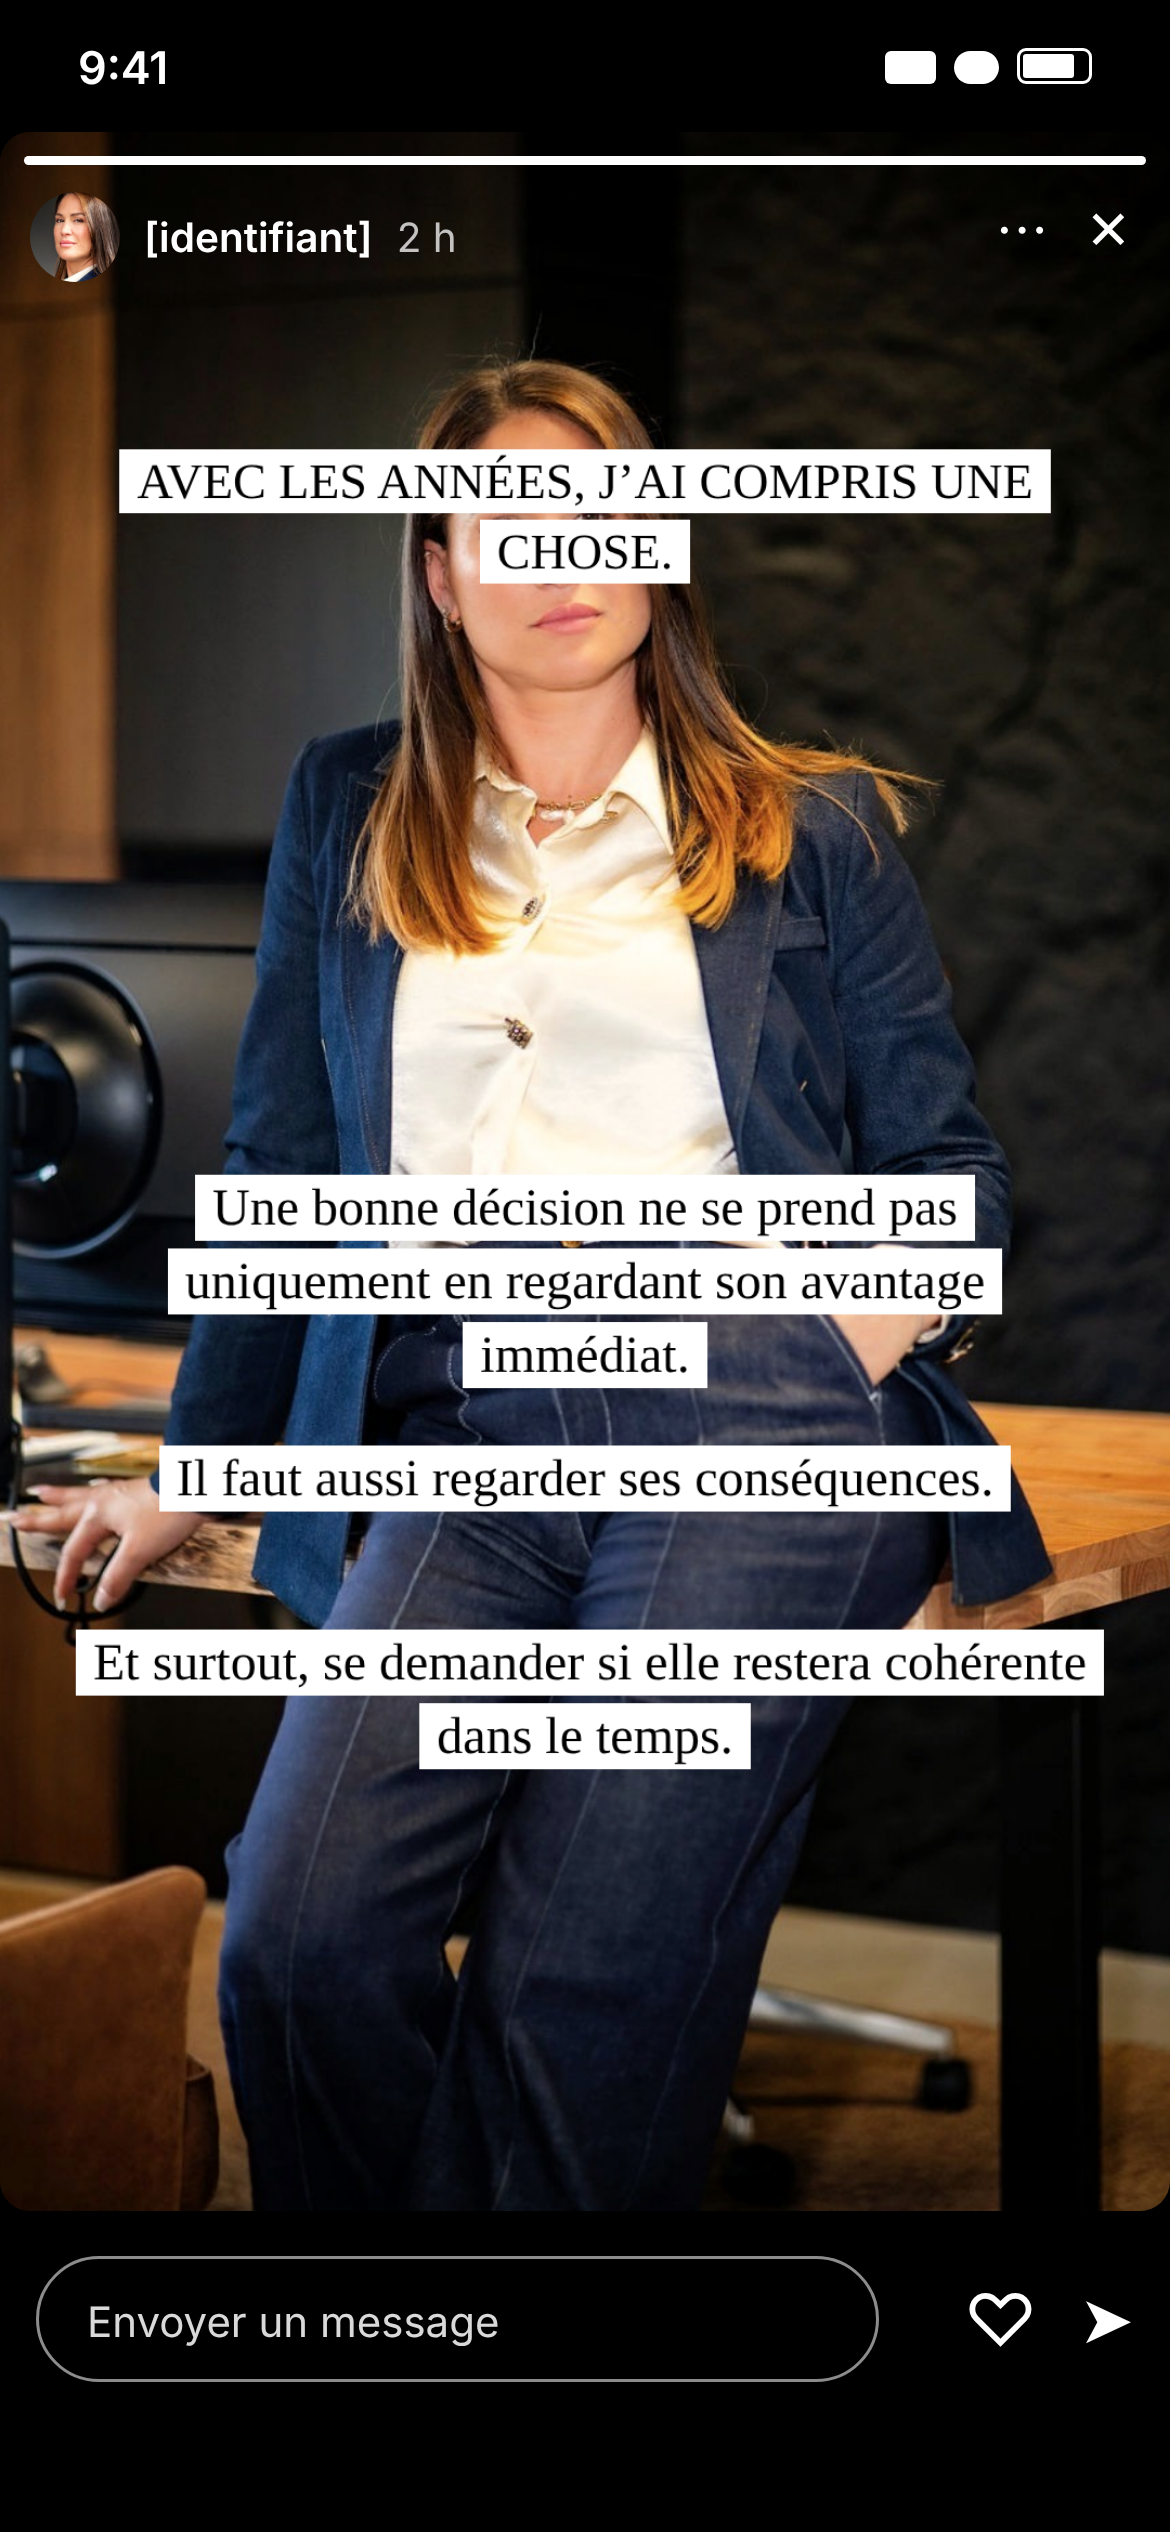 9:41
[identifiant] 2 h
AVEC LES ANNÉES, J’AI COMPRIS UNE
CHOSE.
Une bonne décision ne se prend pas
uniquement en regardant son avantage
immédiat.
Il faut aussi regarder ses conséquences.
Et surtout, se demander si elle restera cohérente
dans le temps.
Envoyer un message